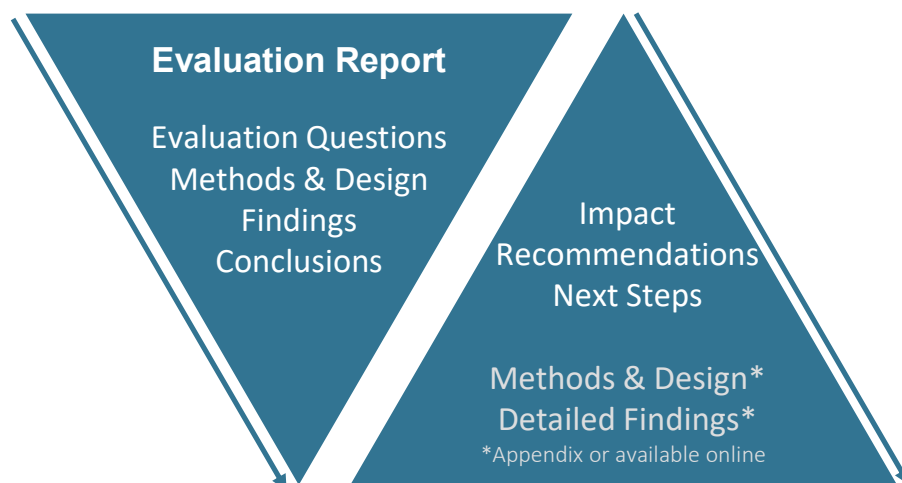 Evaluation Report
Evaluation Questions
Methods & Design
Findings
Conclusions
Impact
Recommendations
Next Steps
Methods & Design*
Detailed Findings*
*Appendix or available online